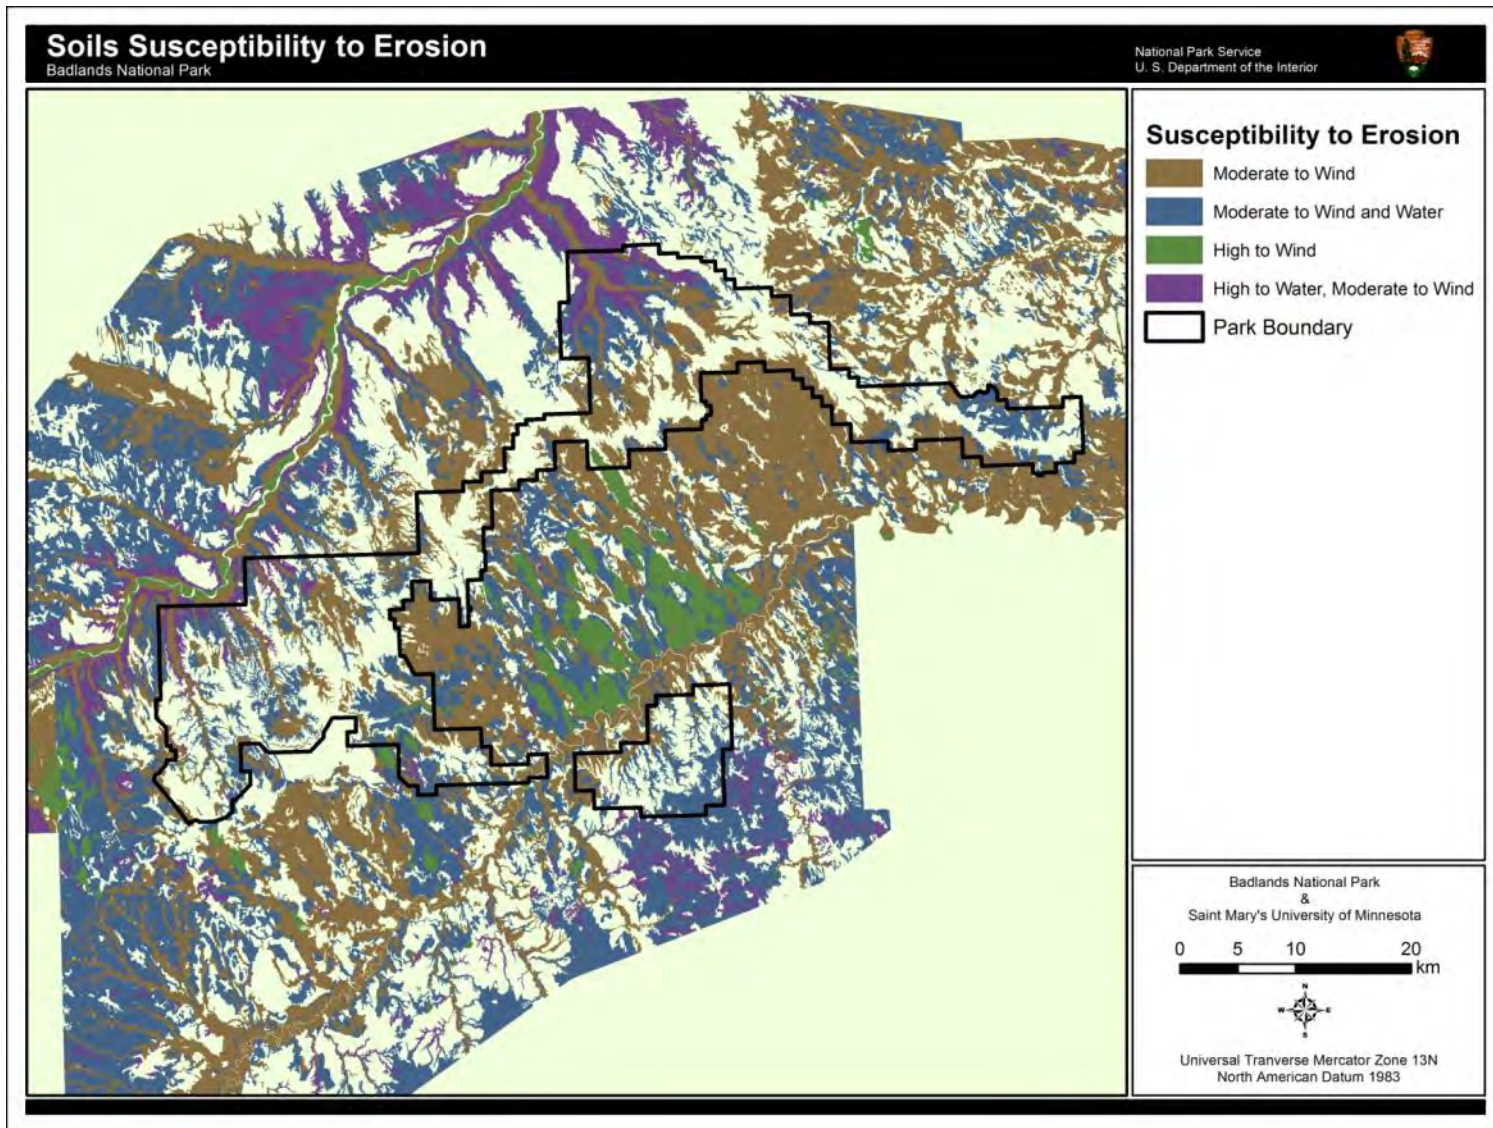 Soils Susceptibility to Erosion
Badlands National Park
National Park Service
U. S. Department of the Interior
Susceptibility to Erosion
Moderate to Wind
Moderate to Wind and Water
High to Wind
High to Water, Moderate to Wind
Park Boundary
Badlands National Park
&
Saint Mary's University of Minnesota
0 5 10 20
km
N
W E
S
Universal Tranverse Mercator Zone 13N
North American Datum 1983